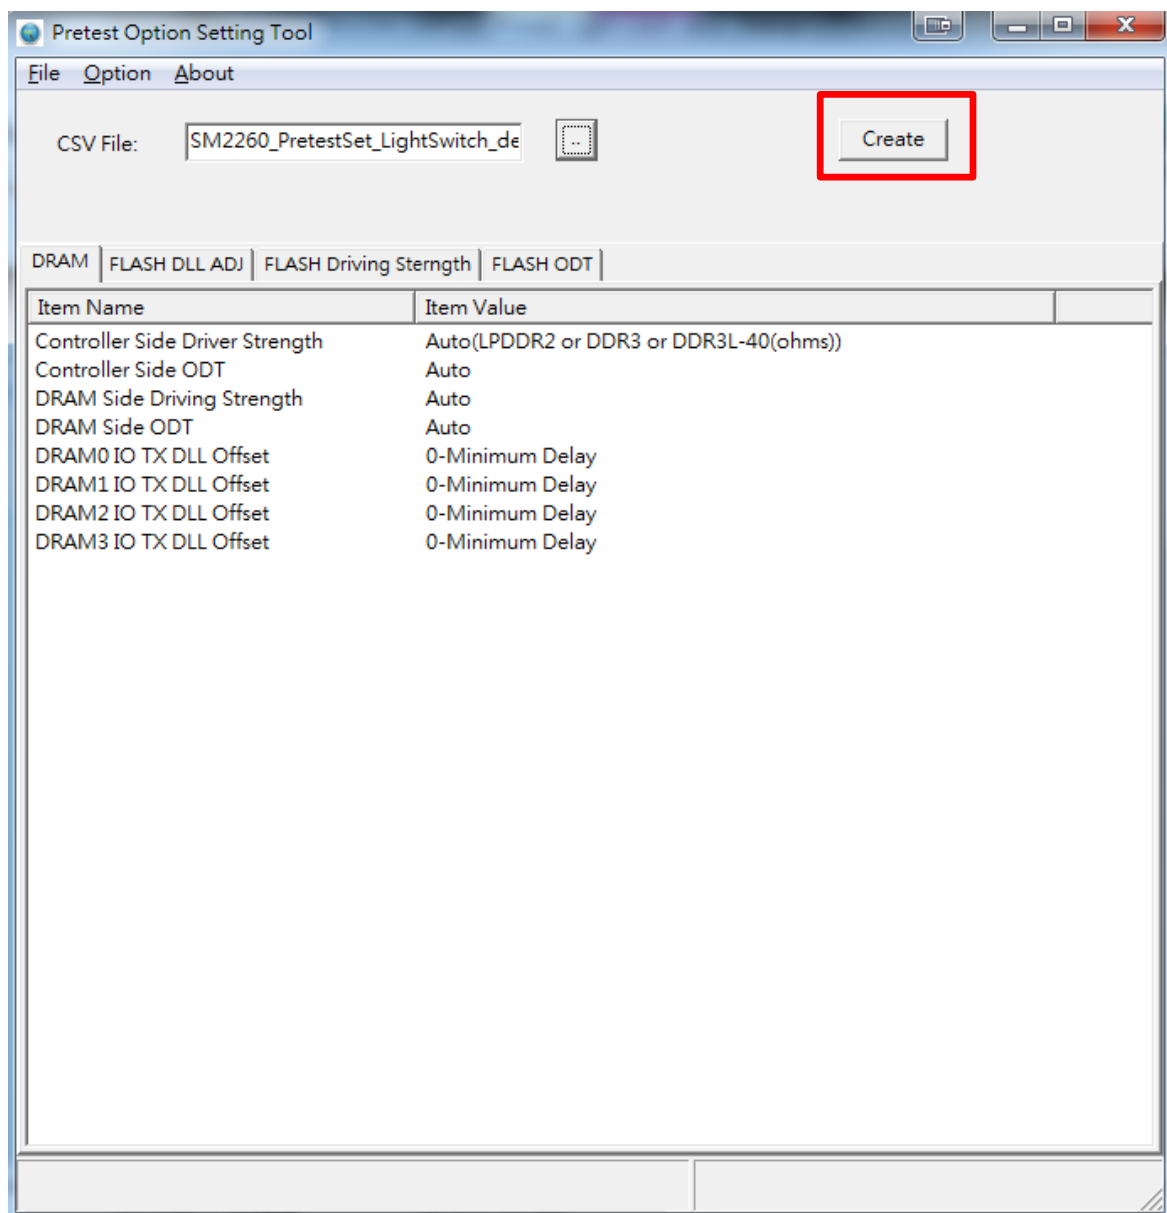 Pretest Option Setting Tool
File Option About
CSV File: SM2260_PretestSet_LightSwitch_de .. Create
DRAM FLASH DLL ADJ FLASH Driving Sterngth FLASH ODT
Item Name Item Value
Controller Side Driver Strength Auto(LPDDR2 or DDR3 or DDR3L-40(ohms))
Controller Side ODT Auto
DRAM Side Driving Strength Auto
DRAM Side ODT Auto
DRAM0 IO TX DLL Offset 0-Minimum Delay
DRAM1 IO TX DLL Offset 0-Minimum Delay
DRAM2 IO TX DLL Offset 0-Minimum Delay
DRAM3 IO TX DLL Offset 0-Minimum Delay